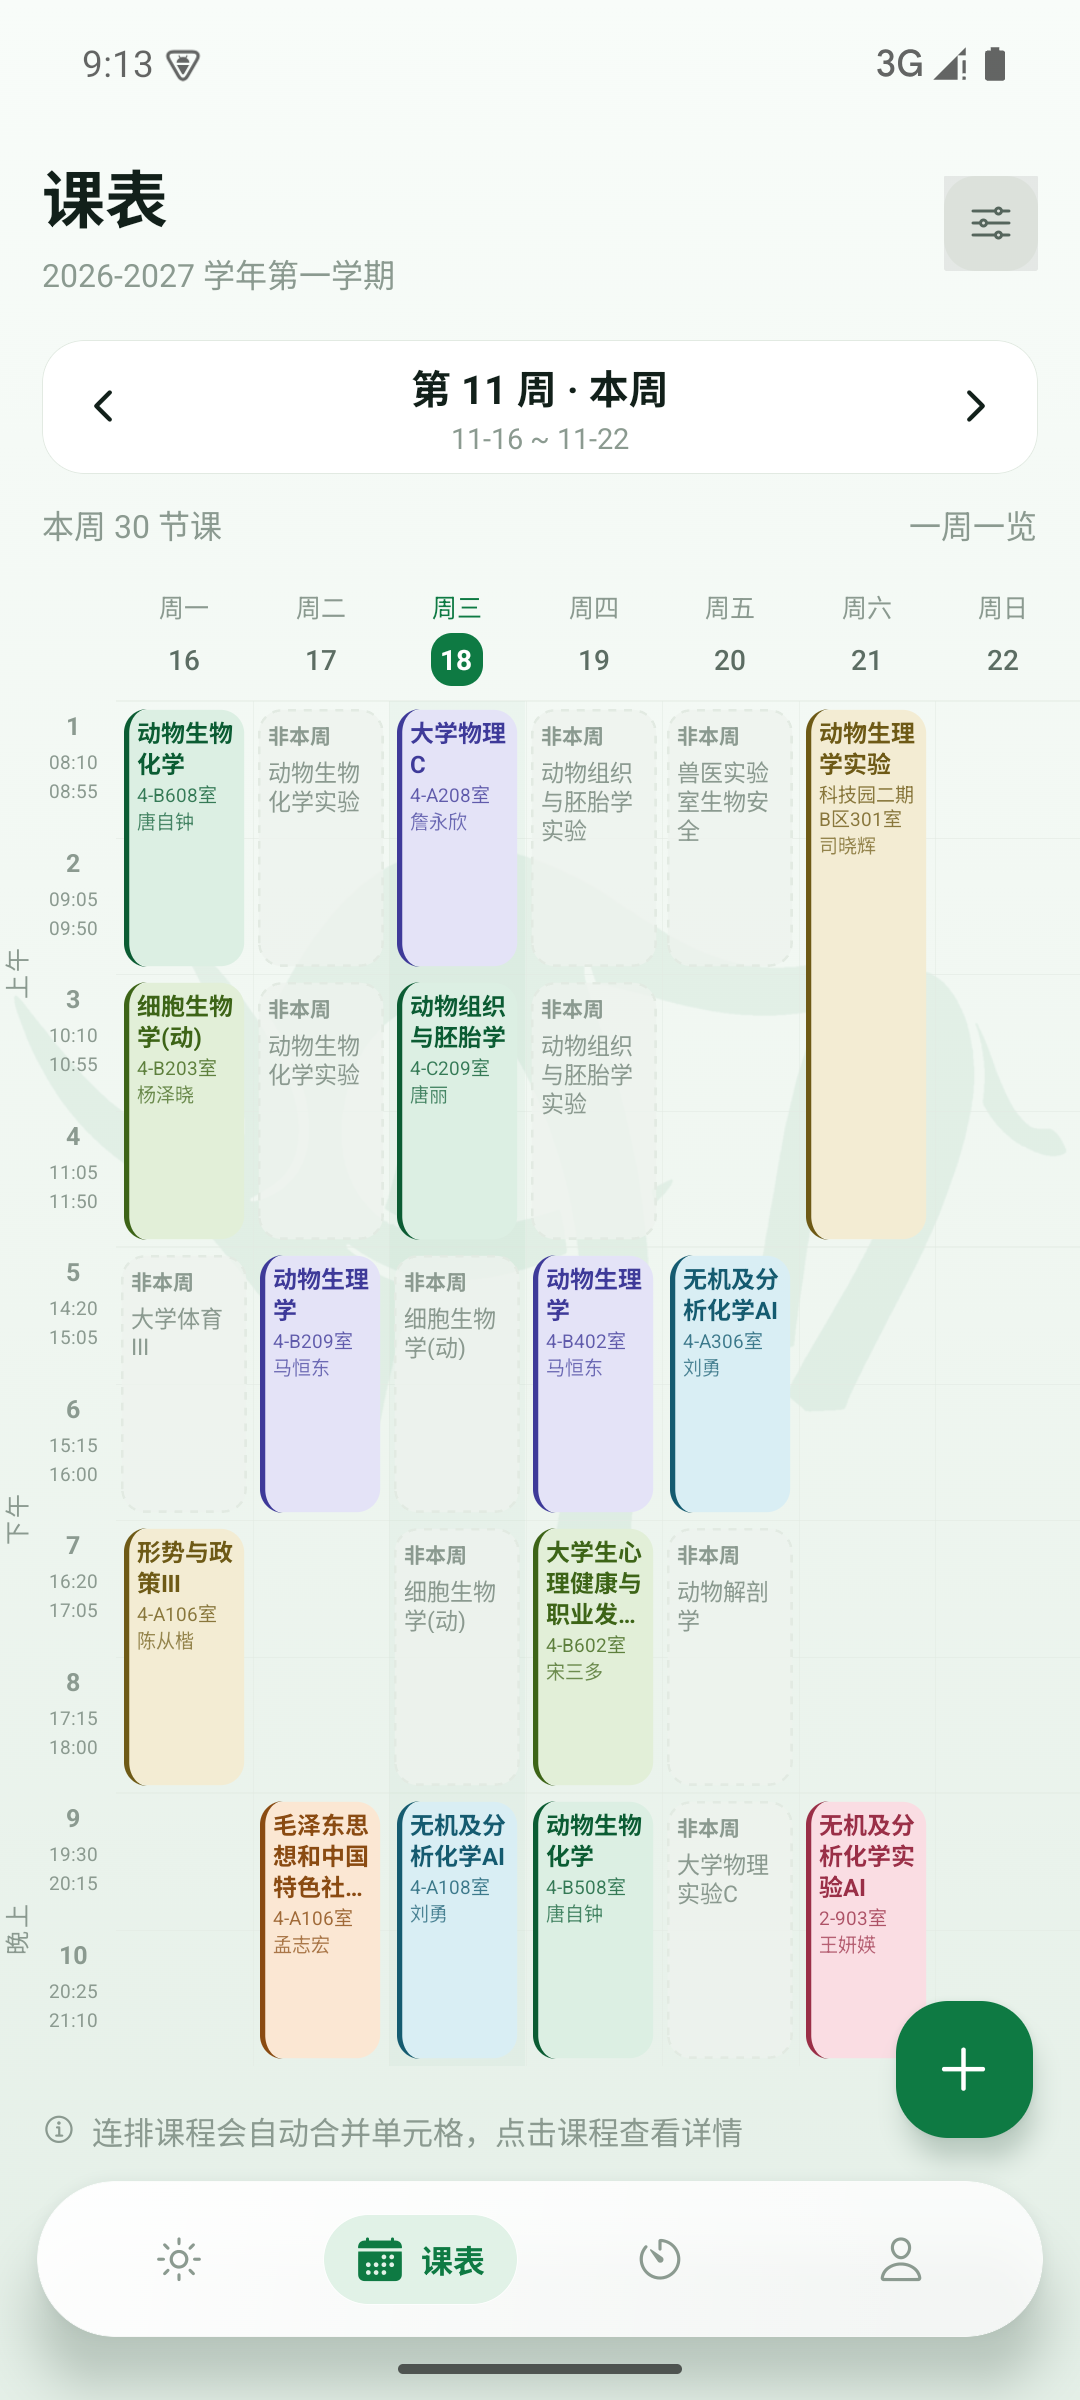 9:13
3G
课表
2026-2027 学年第一学期
第 11 周 · 本周
11-16 ~ 11-22
本周 30 节课
一周一览
周一
周二
周三
周四
周五
周六
周日
16
17
18
19
20
21
22
上午
下午
晚上
1
08:10
08:55
2
09:05
09:50
3
10:10
10:55
4
11:05
11:50
5
14:20
15:05
6
15:15
16:00
7
16:20
17:05
8
17:15
18:00
9
19:30
20:15
10
20:25
21:10
动物生物
化学
4-B608室
唐自钟
细胞生物
学(动)
4-B203室
杨泽晓
非本周
大学体育
III
形势与政
策III
4-A106室
陈从楷
非本周
动物生物
化学实验
非本周
动物生物
化学实验
动物生理
学
4-B209室
马恒东
毛泽东思
想和中国
特色社...
4-A106室
孟志宏
大学物理
C
4-A208室
詹永欣
动物组织
与胚胎学
4-C209室
唐丽
非本周
细胞生物
学(动)
非本周
细胞生物
学(动)
无机及分
析化学AI
4-A108室
刘勇
非本周
动物组织
与胚胎学
实验
非本周
动物组织
与胚胎学
实验
动物生理
学
4-B402室
马恒东
大学生心
理健康与
职业发...
4-B602室
宋三多
动物生物
化学
4-B508室
唐自钟
非本周
兽医实验
室生物安
全
无机及分
析化学AI
4-A306室
刘勇
非本周
动物解剖
学
非本周
大学物理
实验C
动物生理
学实验
科技园二期
B区301室
司晓辉
无机及分
析化学实
验AI
2-903室
王妍媖
连排课程会自动合并单元格，点击课程查看详情
课表